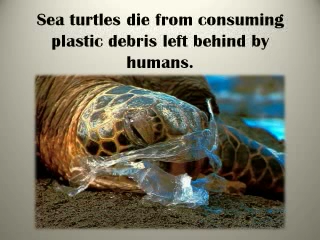 Sea turtles die from consuming
plastic debris left behind by
humans.